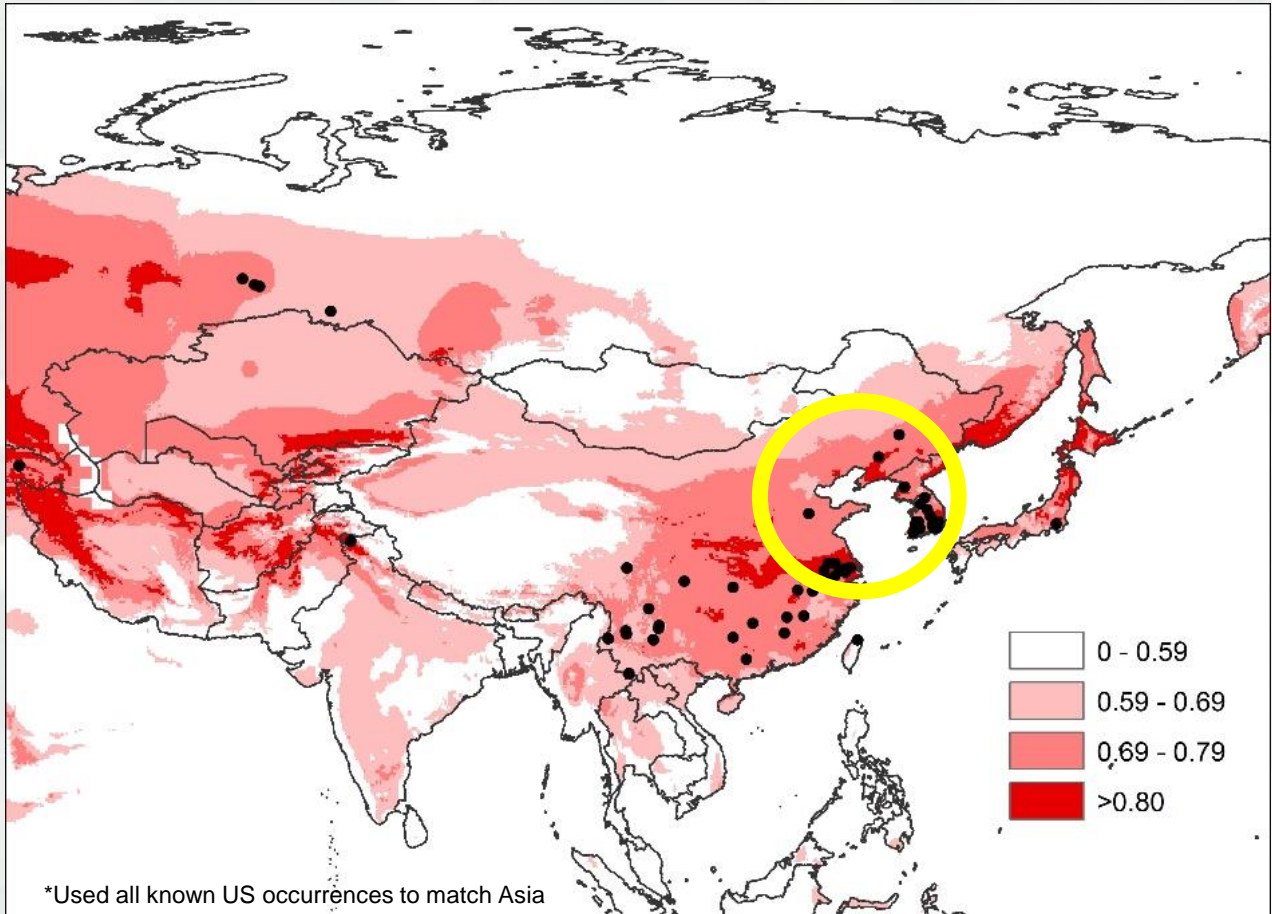 0 - 0.59
0.59 - 0.69
0.69 - 0.79
>0.80
*Used all known US occurrences to match Asia